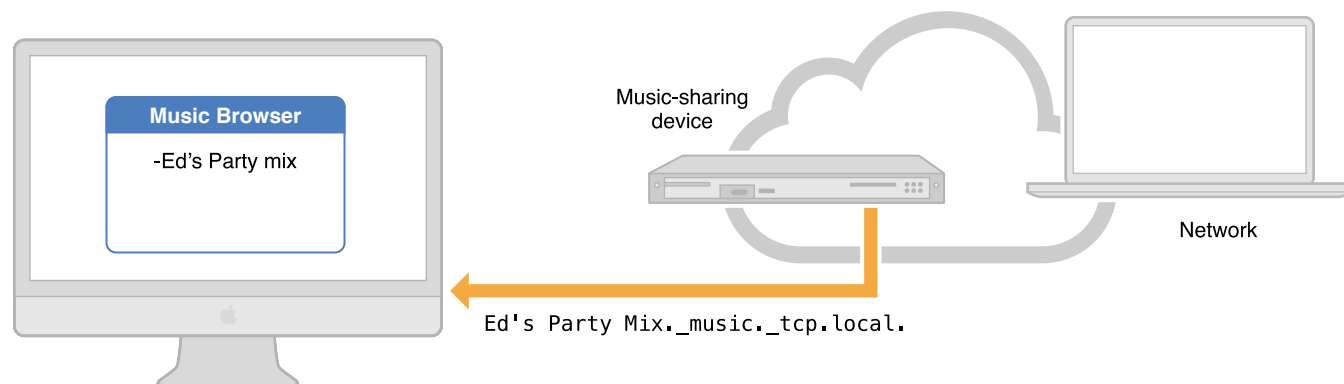 Music Browser
-Ed’s Party mix
Music-sharing
device
Network
Ed's Party Mix._music._tcp.local.